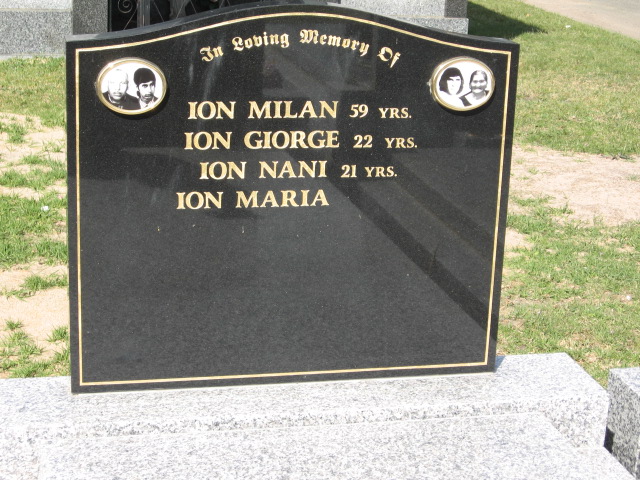 In Loving Memory Of
ION MILAN 59 YRS.
ION GIORGE 22 YRS.
ION NANI 21 YRS.
ION MARIA